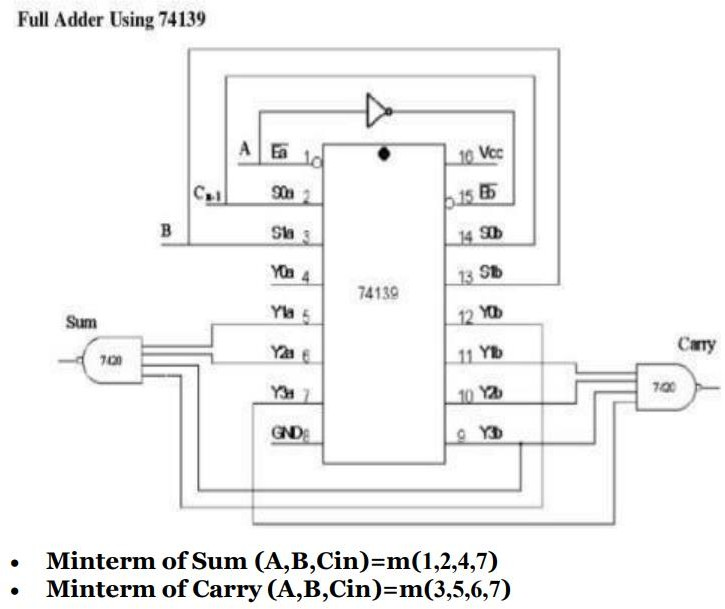 Full Adder Using 74139
A Ea 1 16 Vcc
Cn-1 S0a 2 15 Eb
B S1a 3 14 S0b
Y0a 4 13 S1b
74139
Sum Y1a 5 12 Y0b
7420 Y2a 6 11 Y1b Carry
Y3a 7 10 Y2b 7420
GND 8 9 Y3b
• Minterm of Sum (A,B,Cin)=m(1,2,4,7)
• Minterm of Carry (A,B,Cin)=m(3,5,6,7)